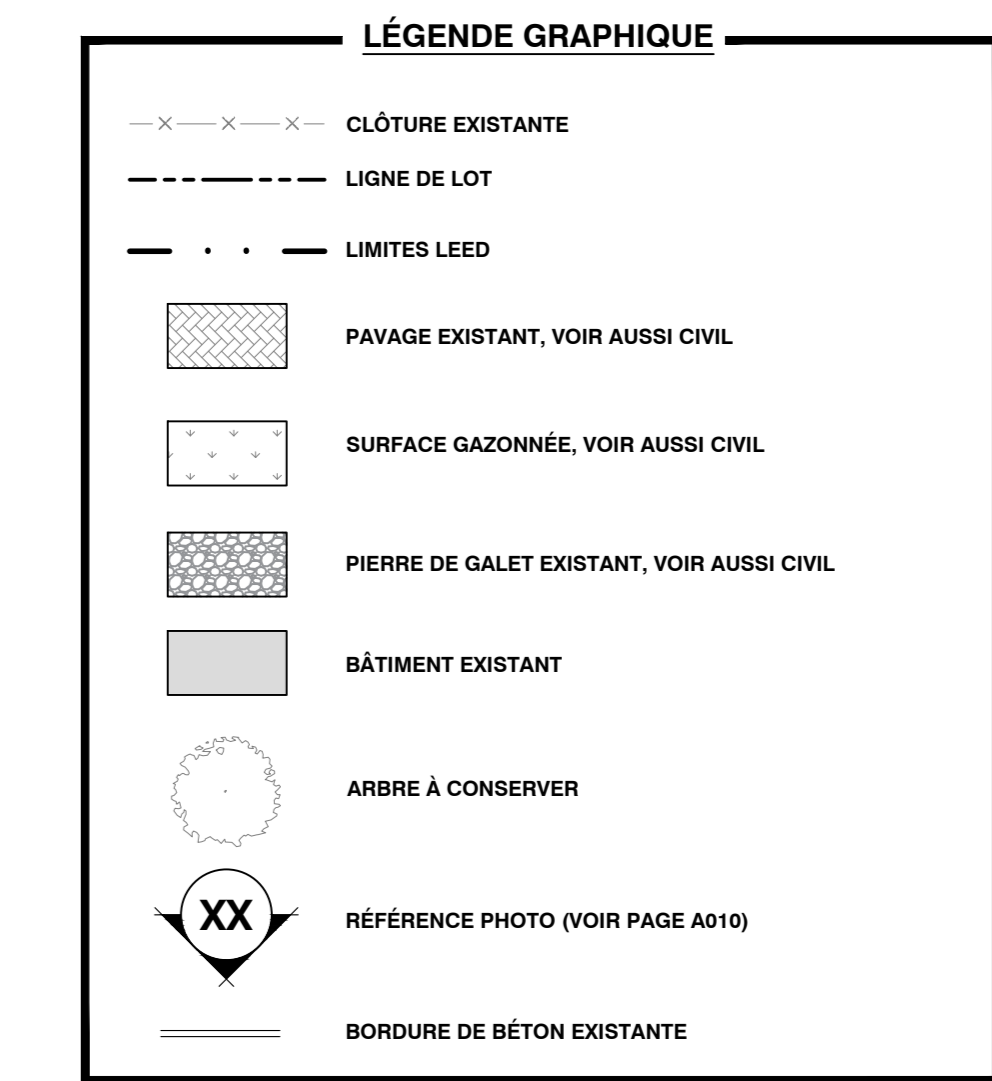 LÉGENDE GRAPHIQUE
CLÔTURE EXISTANTE
LIGNE DE LOT
LIMITES LEED
PAVAGE EXISTANT, VOIR AUSSI CIVIL
SURFACE GAZONNÉE, VOIR AUSSI CIVIL
PIERRE DE GALET EXISTANT, VOIR AUSSI CIVIL
BÂTIMENT EXISTANT
ARBRE À CONSERVER
XX RÉFÉRENCE PHOTO (VOIR PAGE A010)
BORDURE DE BÉTON EXISTANTE